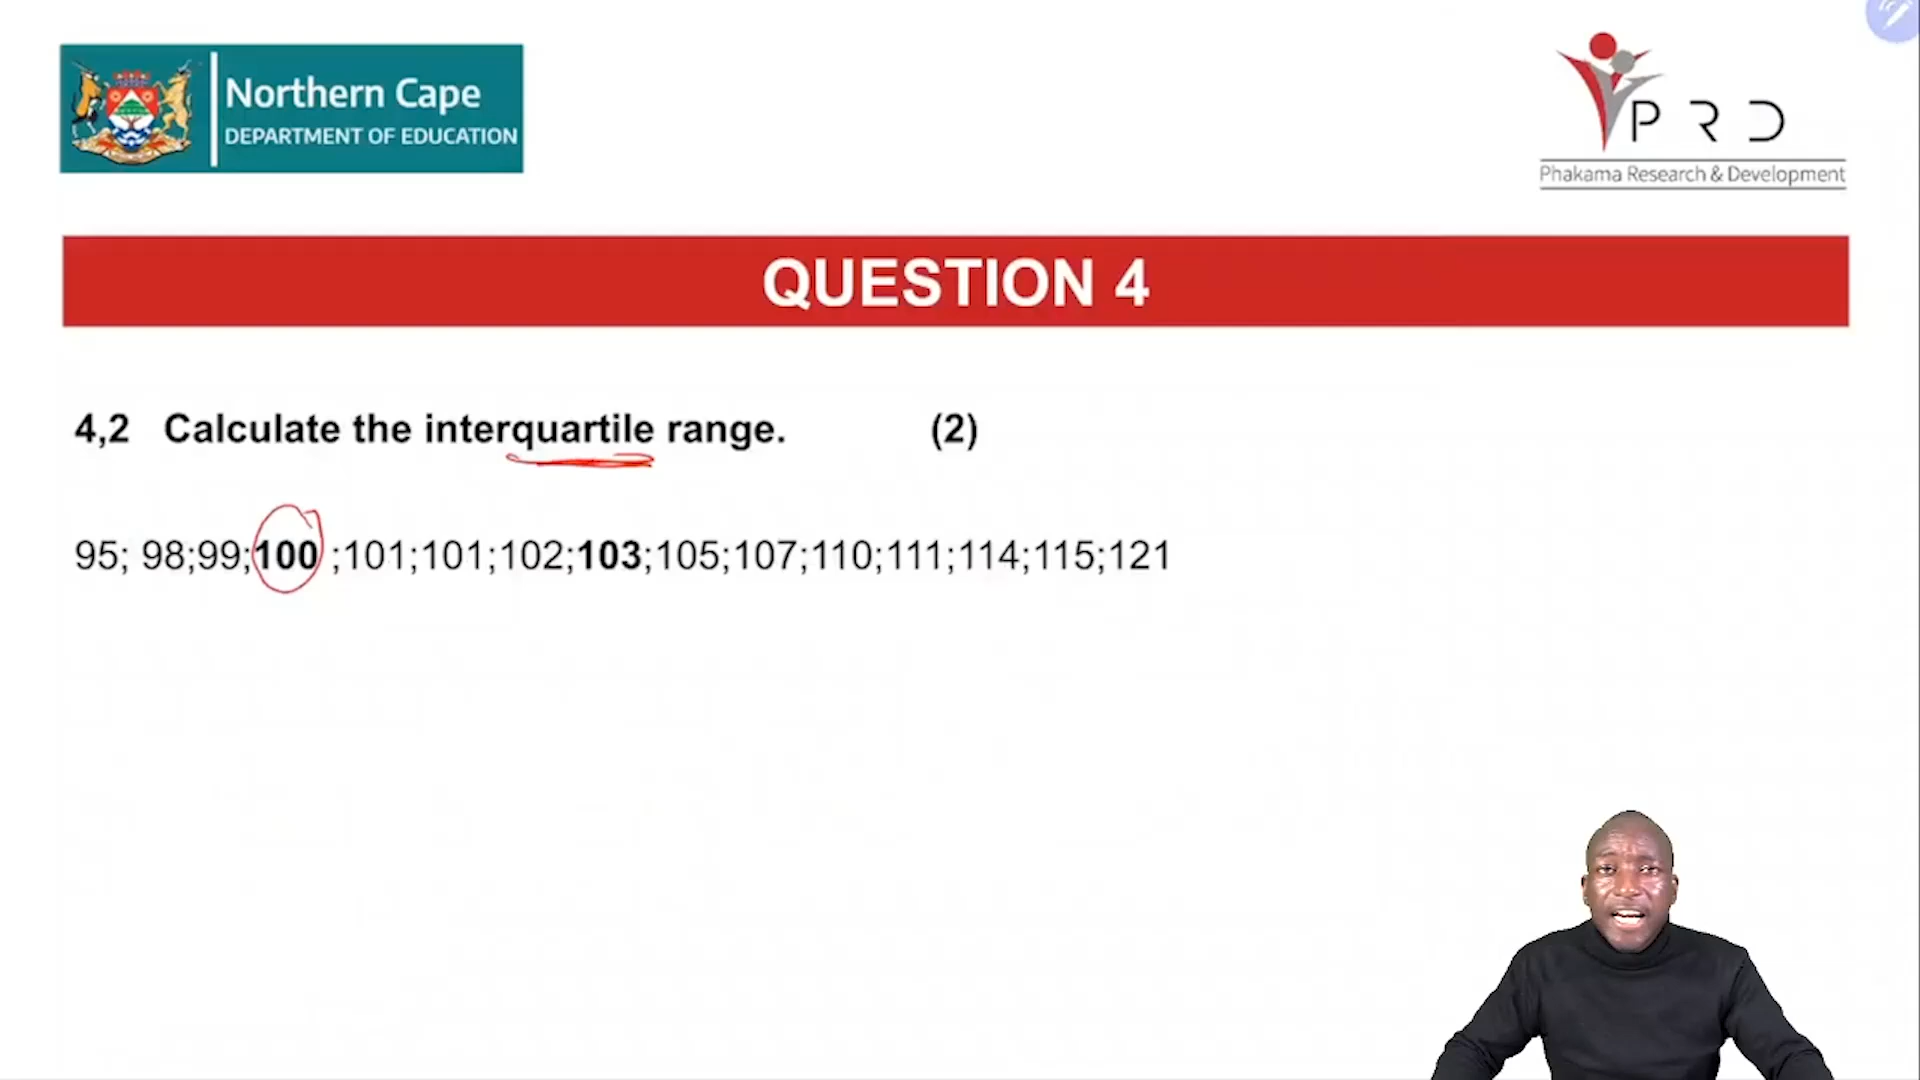 Northern Cape
DEPARTMENT OF EDUCATION
PRD
Phakama Research & Development
QUESTION 4
4,2 Calculate the interquartile range. (2)
95; 98;99;100 ;101;101;102;103;105;107;110;111;114;115;121